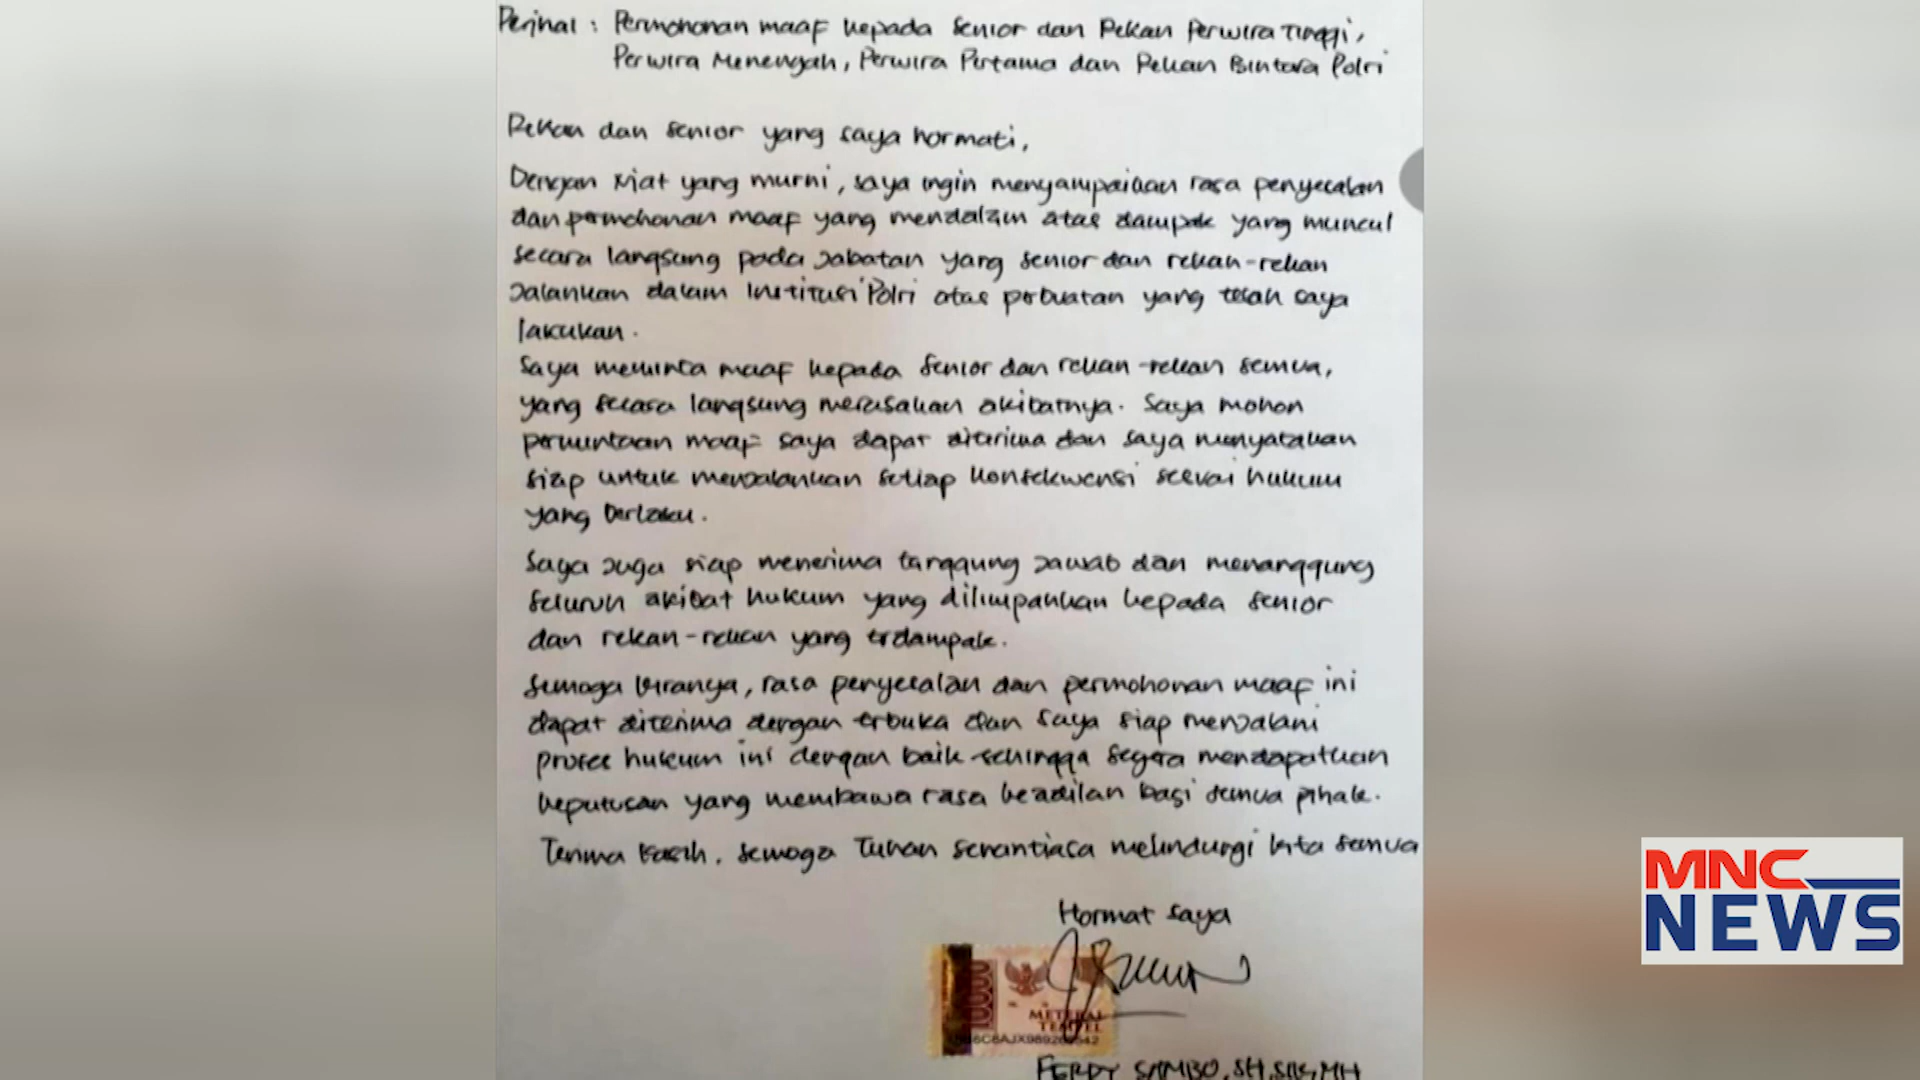 Perihal : Permohonan maaf kepada Senior dan Rekan Perwira Tinggi,
Perwira Menengah, Perwira Pertama dan Rekan Bintara Polri
Rekan dan senior yang saya hormati,
Dengan niat yang murni, saya ingin menyampaikan rasa penyesalan
dan permohonan maaf yang mendalam atas dampak yang muncul
secara langsung pada jabatan yang senior dan rekan-rekan
jalankan dalam institusi Polri atas perbuatan yang telah saya
lakukan.
Saya meminta maaf kepada senior dan rekan-rekan semua,
yang secara langsung merasakan akibatnya. Saya mohon
permintaan maaf saya dapat diterima dan saya menyatakan
siap untuk menjalankan setiap konsekwensi sesuai hukum
yang berlaku.
Saya juga siap menerima tanggung jawab dan menanggung
seluruh akibat hukum yang dilimpahkan kepada senior
dan rekan-rekan yang terdampak.
Semoga kiranya, rasa penyesalan dan permohonan maaf ini
dapat diterima dengan terbuka dan saya siap menjalani
proses hukum ini dengan baik sehingga segera mendapatkan
keputusan yang membawa rasa keadilan bagi semua pihak.
Terima kasih, semoga Tuhan senantiasa melindungi kita semua
Hormat saya
10000
METERAI
TEMPEL
FERDY SAMBO, SH, SIK, MH
MNC
NEWS